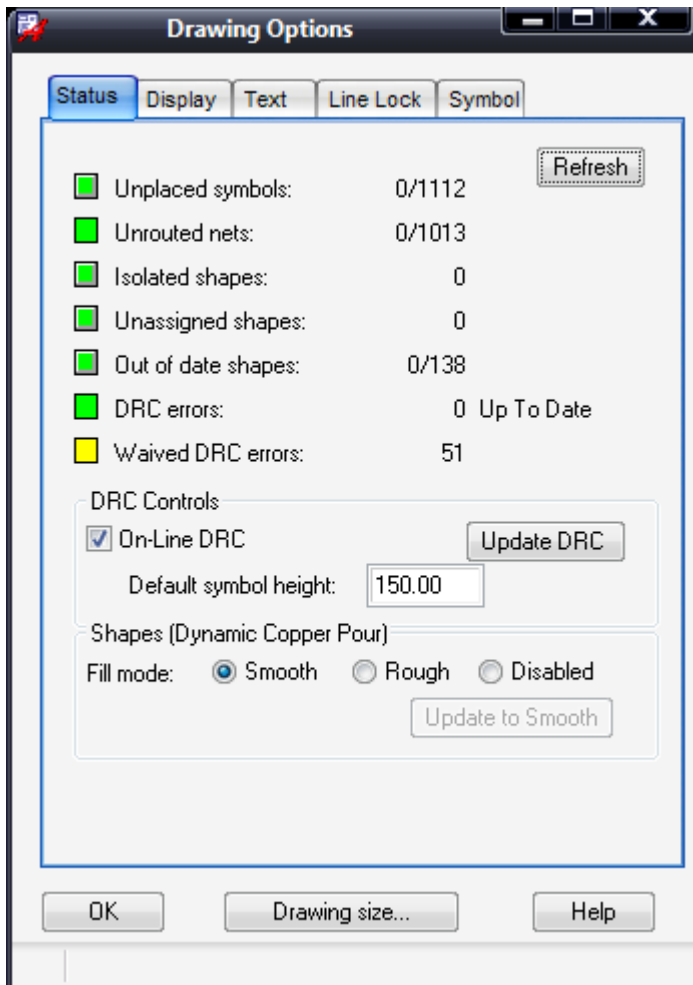 Drawing Options
Status Display Text Line Lock Symbol
Refresh
Unplaced symbols: 0/1112
Unrouted nets: 0/1013
Isolated shapes: 0
Unassigned shapes: 0
Out of date shapes: 0/138
DRC errors: 0 Up To Date
Waived DRC errors: 51
DRC Controls
On-Line DRC Update DRC
Default symbol height: 150.00
Shapes (Dynamic Copper Pour)
Fill mode: Smooth Rough Disabled
Update to Smooth
OK Drawing size... Help